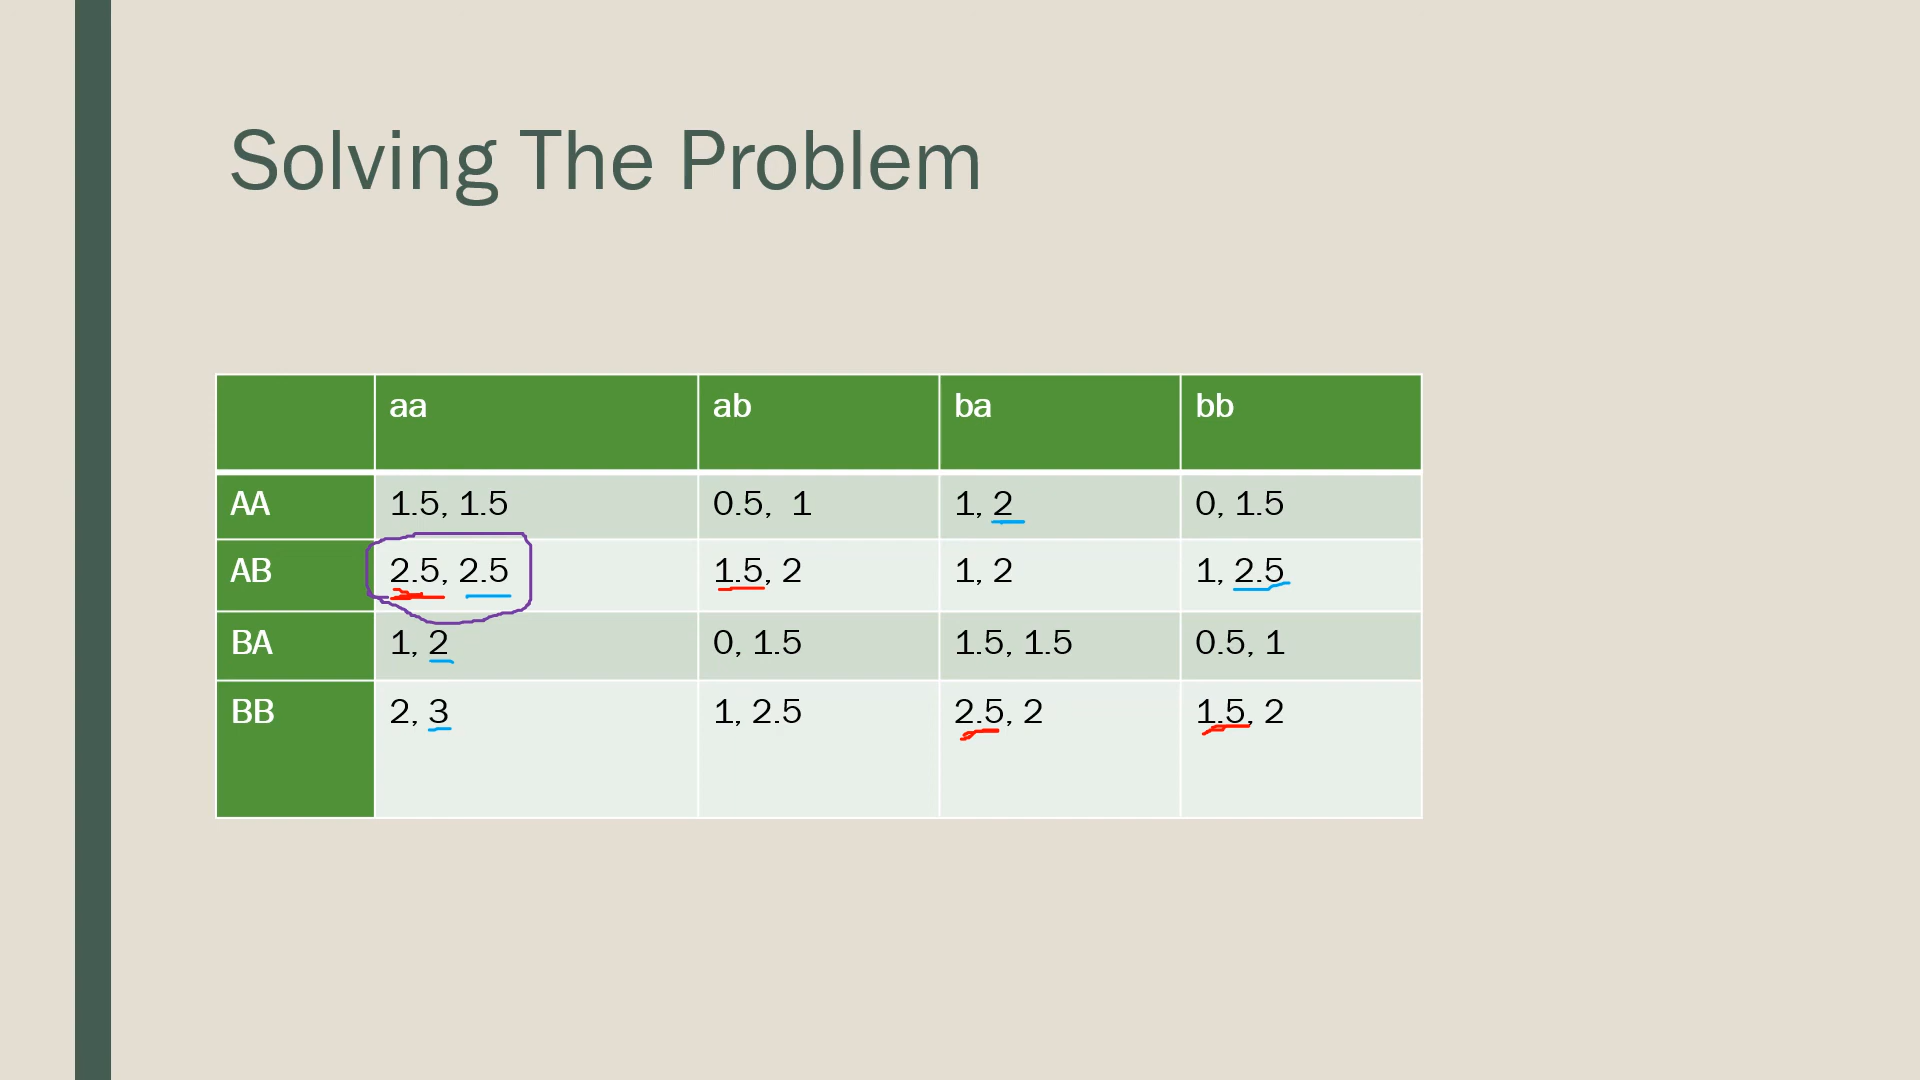 Solving The Problem
aa ab ba bb
AA 1.5, 1.5 0.5, 1 1, 2 0, 1.5
AB 2.5, 2.5 1.5, 2 1, 2 1, 2.5
BA 1, 2 0, 1.5 1.5, 1.5 0.5, 1
BB 2, 3 1, 2.5 2.5, 2 1.5, 2